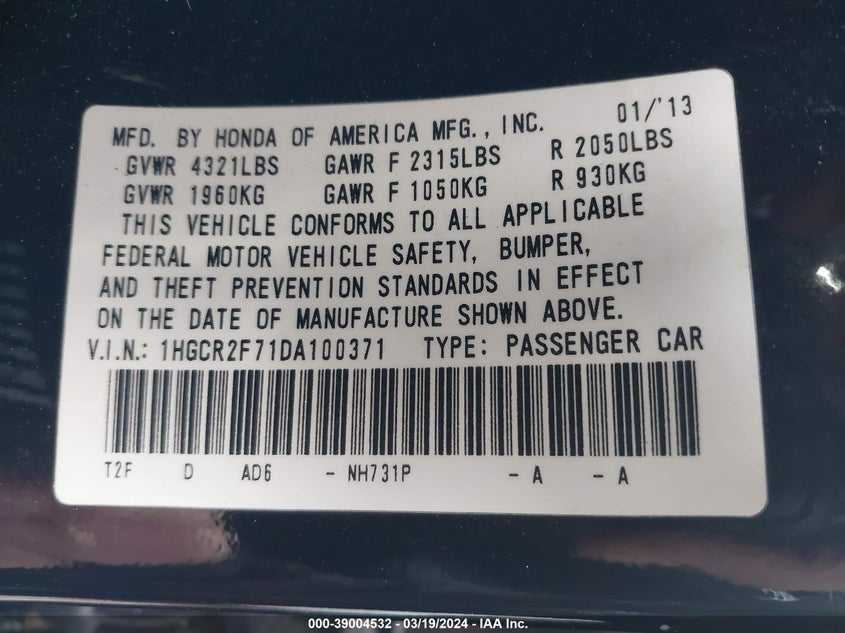 MFD. BY HONDA OF AMERICA MFG., INC. 01/'13
GVWR 4321LBS GAWR F 2315LBS R 2050LBS
GVWR 1960KG GAWR F 1050KG R 930KG
THIS VEHICLE CONFORMS TO ALL APPLICABLE
FEDERAL MOTOR VEHICLE SAFETY, BUMPER,
AND THEFT PREVENTION STANDARDS IN EFFECT
ON THE DATE OF MANUFACTURE SHOWN ABOVE.
V.I.N.: 1HGCR2F71DA100371 TYPE: PASSENGER CAR
T2F D AD6 - NH731P - A - A
000-39004532 - 03/19/2024 - IAA Inc.